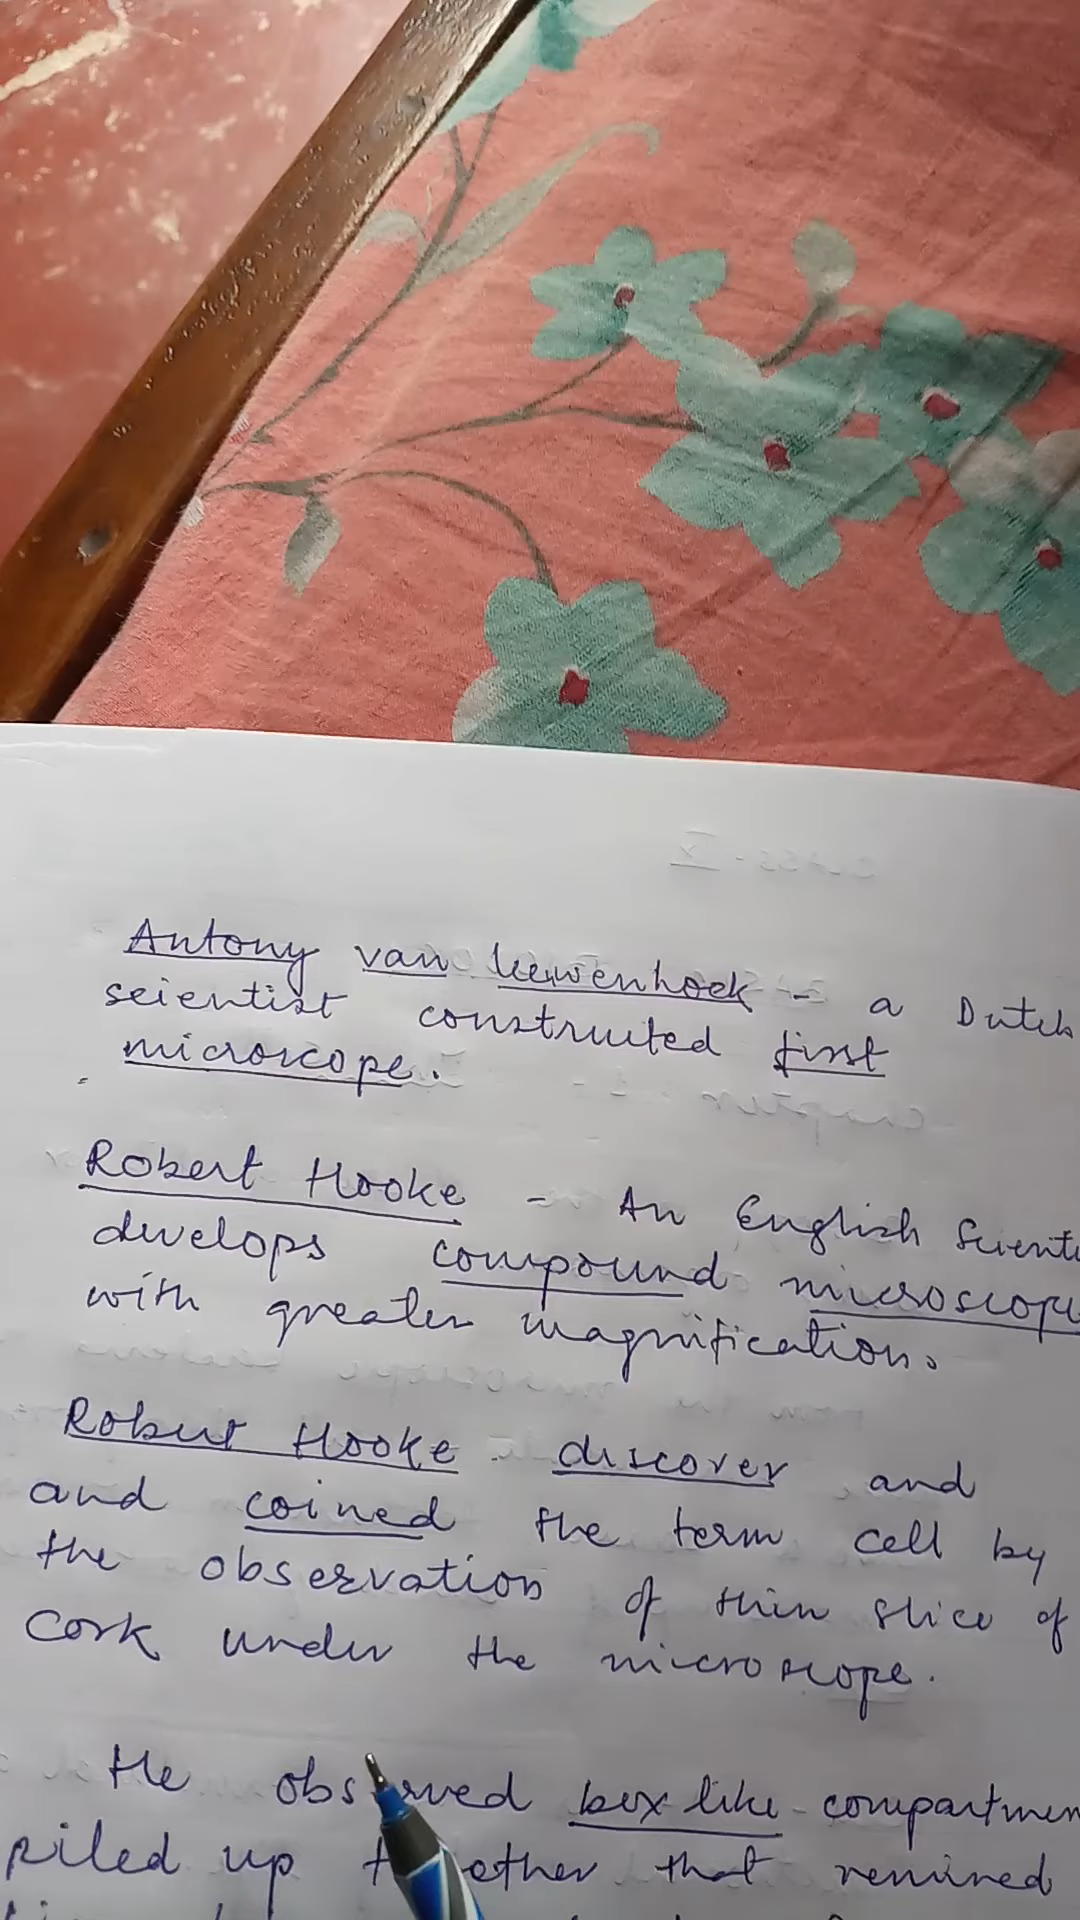 Antony van leewenhoek - a Dutch
scientist constructed first
microscope.
Robert Hooke - An English Scienti
develops compound microscope
with greater magnification.
Robert Hooke discover and
and coined the term cell by
the observation of thin slice of
Cork under the microscope.
He observed box like compartmen
piled up together that remined